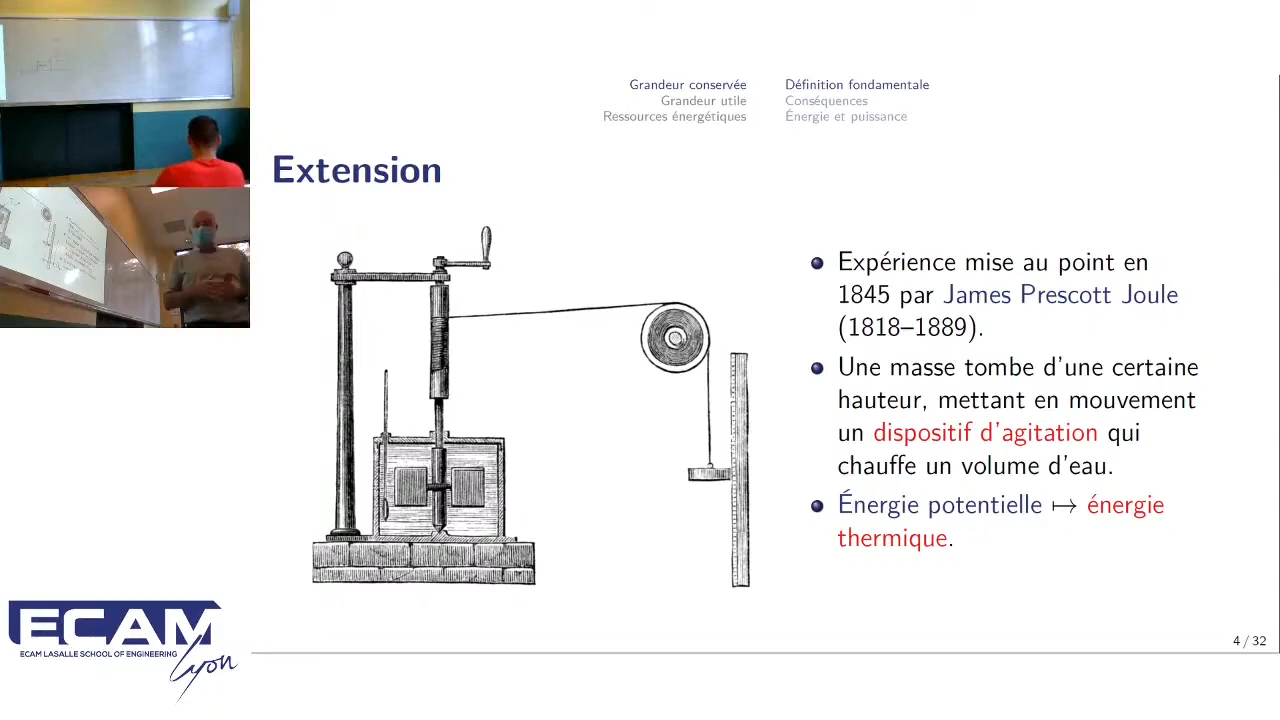 Grandeur conservée
Grandeur utile
Ressources énergétiques
Définition fondamentale
Conséquences
Énergie et puissance
Extension
Expérience mise au point en
1845 par James Prescott Joule
(1818–1889).
Une masse tombe d'une certaine
hauteur, mettant en mouvement
un dispositif d'agitation qui
chauffe un volume d'eau.
Énergie potentielle ↦ énergie
thermique.
4 / 32
ECAM
ECAM LASALLE SCHOOL OF ENGINEERING
Lyon